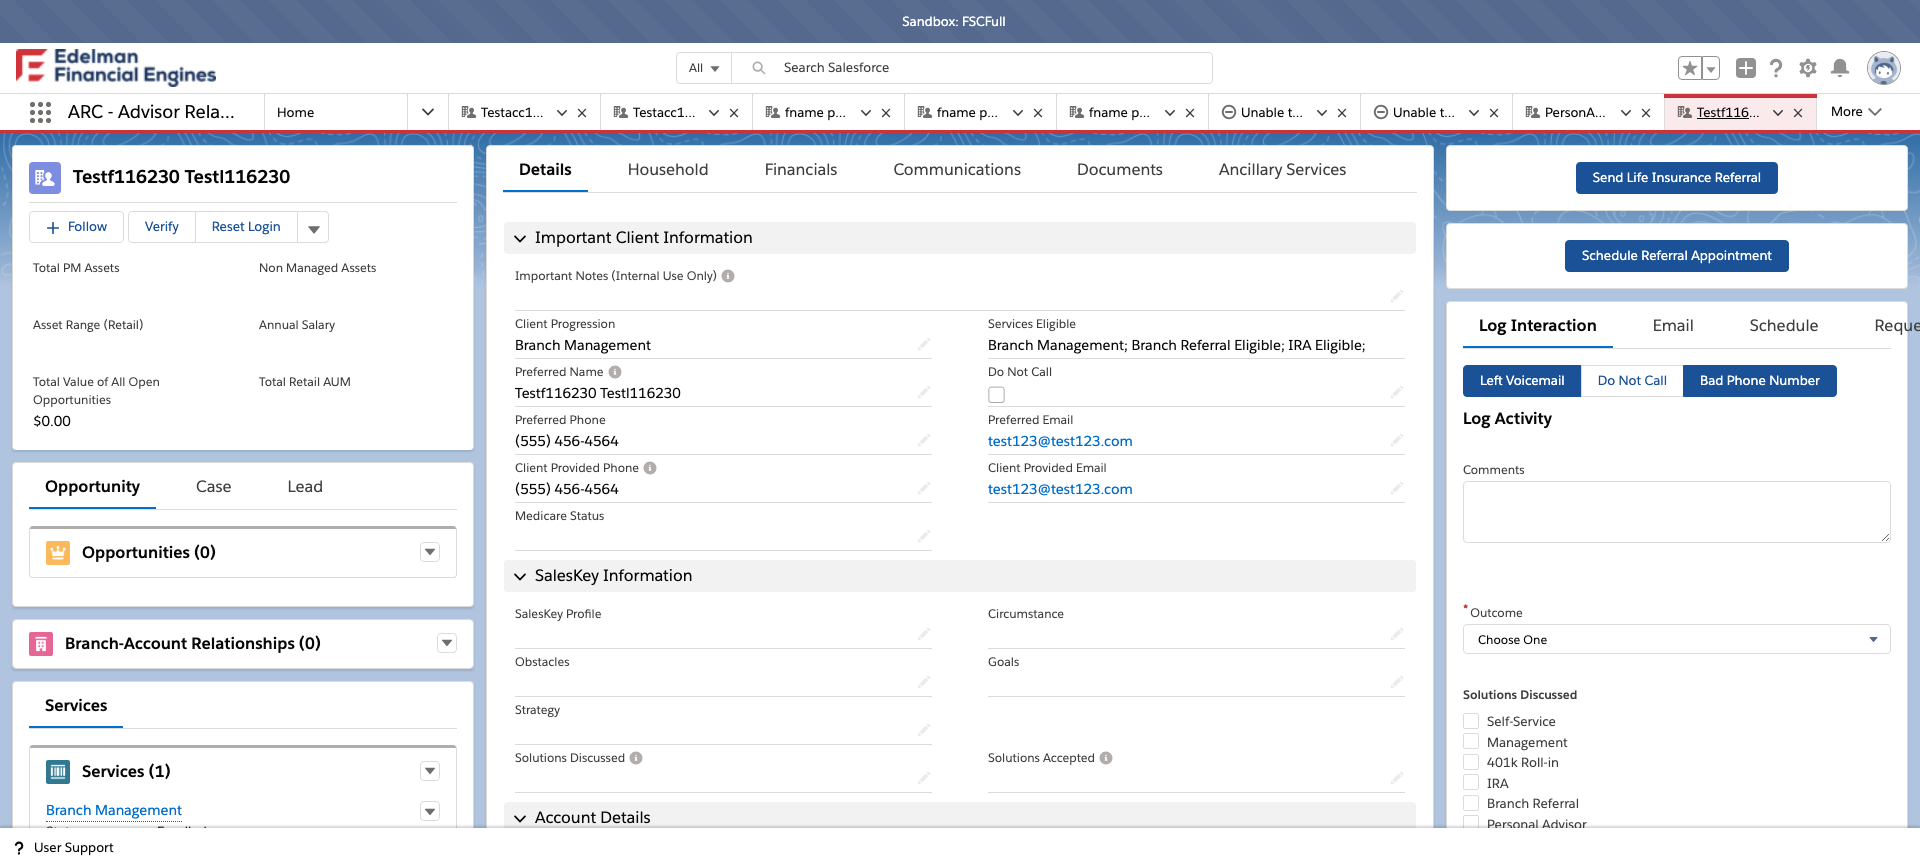 Sandbox: FSCFull
Edelman
Financial Engines
All
Search Salesforce
ARC - Advisor Rela...
Home
Testacc1...
Testacc1...
fname p...
fname p...
fname p...
Unable t...
Unable t...
PersonA...
Testf116...
More
Testf116230 Testl116230
Follow
Verify
Reset Login
Total PM Assets
Non Managed Assets
Asset Range (Retail)
Annual Salary
Total Value of All Open
Opportunities
Total Retail AUM
$0.00
Opportunity
Case
Lead
Opportunities (0)
Branch-Account Relationships (0)
Services
Services (1)
Branch Management
Details
Household
Financials
Communications
Documents
Ancillary Services
Important Client Information
Important Notes (Internal Use Only)
Client Progression
Branch Management
Services Eligible
Branch Management; Branch Referral Eligible; IRA Eligible;
Preferred Name
Testf116230 Testl116230
Do Not Call
Preferred Phone
(555) 456-4564
Preferred Email
test123@test123.com
Client Provided Phone
(555) 456-4564
Client Provided Email
test123@test123.com
Medicare Status
SalesKey Information
SalesKey Profile
Circumstance
Obstacles
Goals
Strategy
Solutions Discussed
Solutions Accepted
Account Details
Send Life Insurance Referral
Schedule Referral Appointment
Log Interaction
Email
Schedule
Reque
Left Voicemail
Do Not Call
Bad Phone Number
Log Activity
Comments
* Outcome
Choose One
Solutions Discussed
Self-Service
Management
401k Roll-in
IRA
Branch Referral
Personal Advisor
? User Support